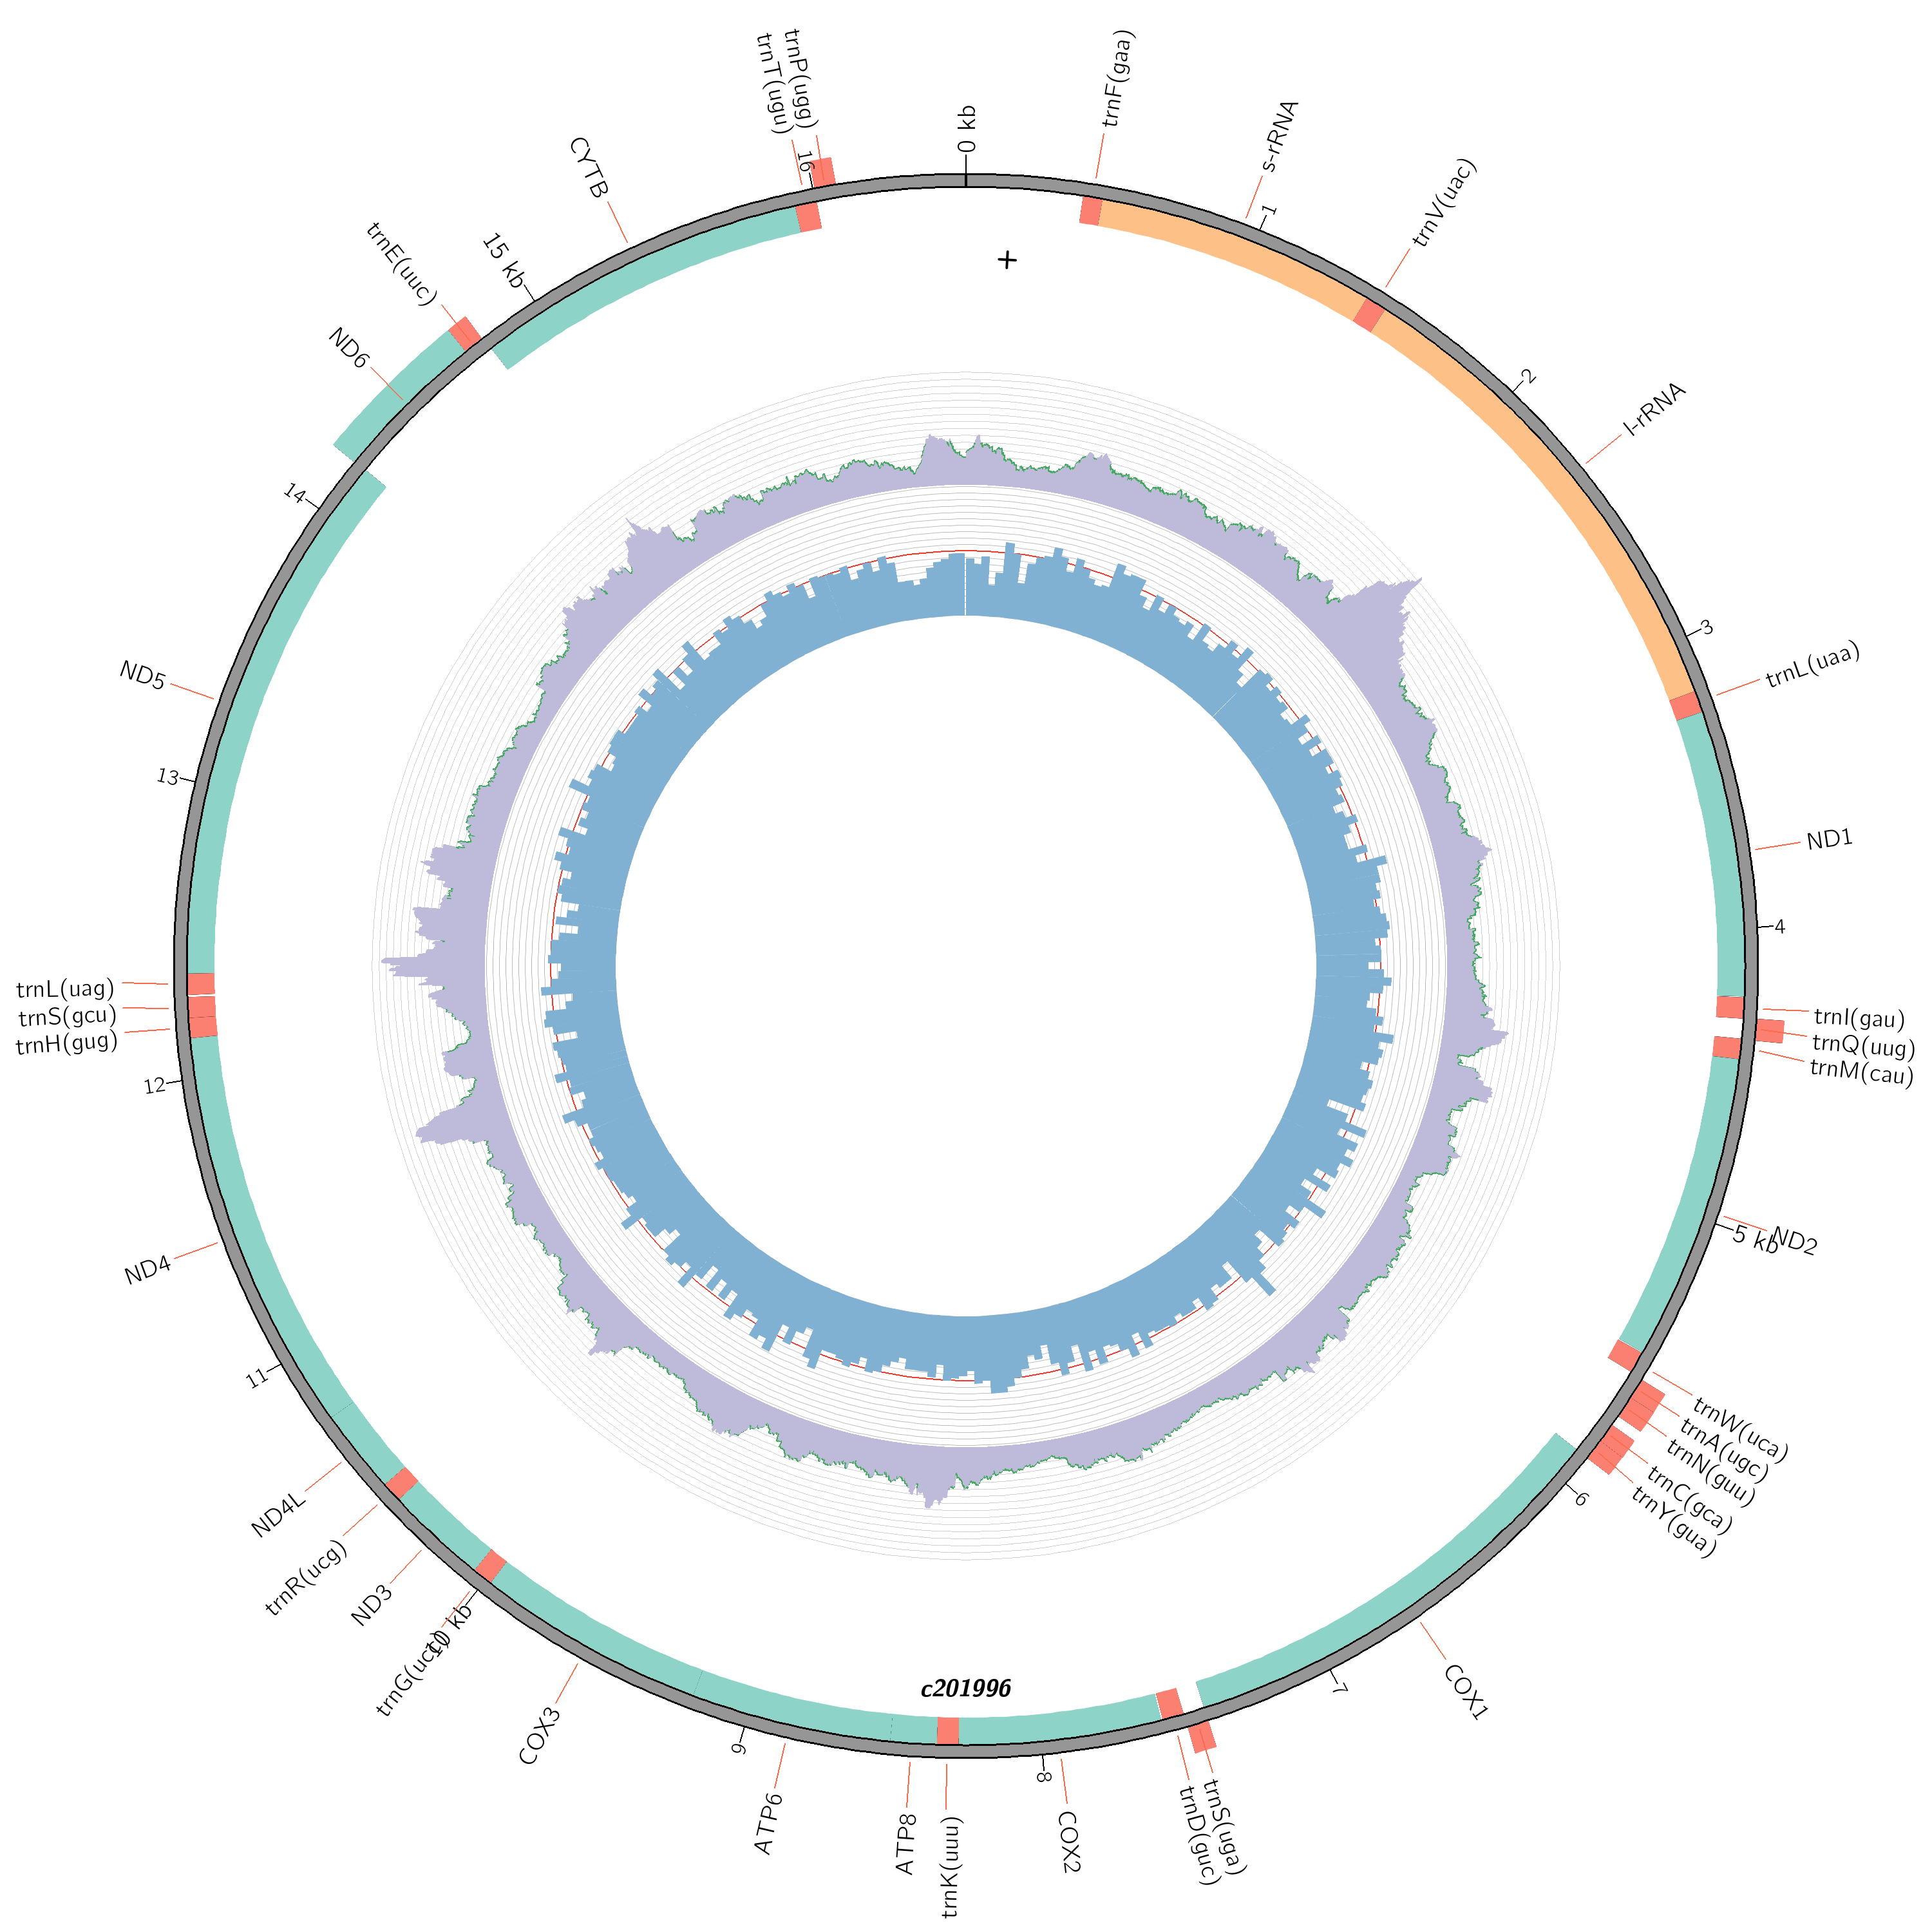 0 kb
trnF(gaa)
s-rRNA
1
trnV(uac)
2
l-rRNA
3
trnL(uaa)
ND1
4
trnI(gau)
trnQ(uug)
trnM(cau)
ND2
5 kb
trnW(uca)
trnA(ugc)
trnN(guu)
trnC(gca)
trnY(gua)
6
COX1
7
trnS(uga)
trnD(guc)
COX2
8
trnK(uuu)
ATP8
ATP6
9
COX3
10 kb
trnG(ucc)
ND3
trnR(ucg)
ND4L
11
ND4
12
trnH(gug)
trnS(gcu)
trnL(uag)
13
ND5
14
ND6
trnE(uuc)
15 kb
CYTB
trnT(ugu)
trnP(ugg)
16
+
c201996